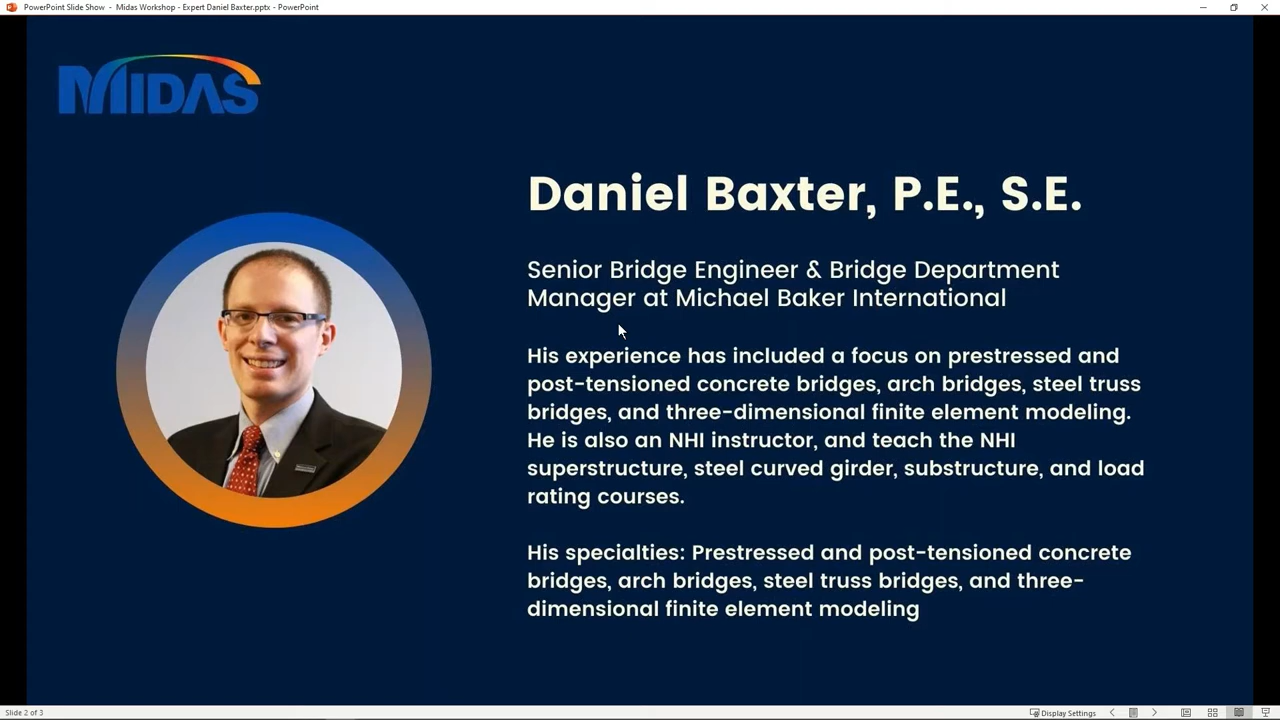 PowerPoint Slide Show - Midas Workshop - Expert Daniel Baxter.pptx - PowerPoint
MIDAS
Daniel Baxter, P.E., S.E.
Senior Bridge Engineer & Bridge Department
Manager at Michael Baker International
His experience has included a focus on prestressed and
post-tensioned concrete bridges, arch bridges, steel truss
bridges, and three-dimensional finite element modeling.
He is also an NHI instructor, and teach the NHI
superstructure, steel curved girder, substructure, and load
rating courses.
His specialties: Prestressed and post-tensioned concrete
bridges, arch bridges, steel truss bridges, and three-
dimensional finite element modeling
Slide 2 of 3
Display Settings